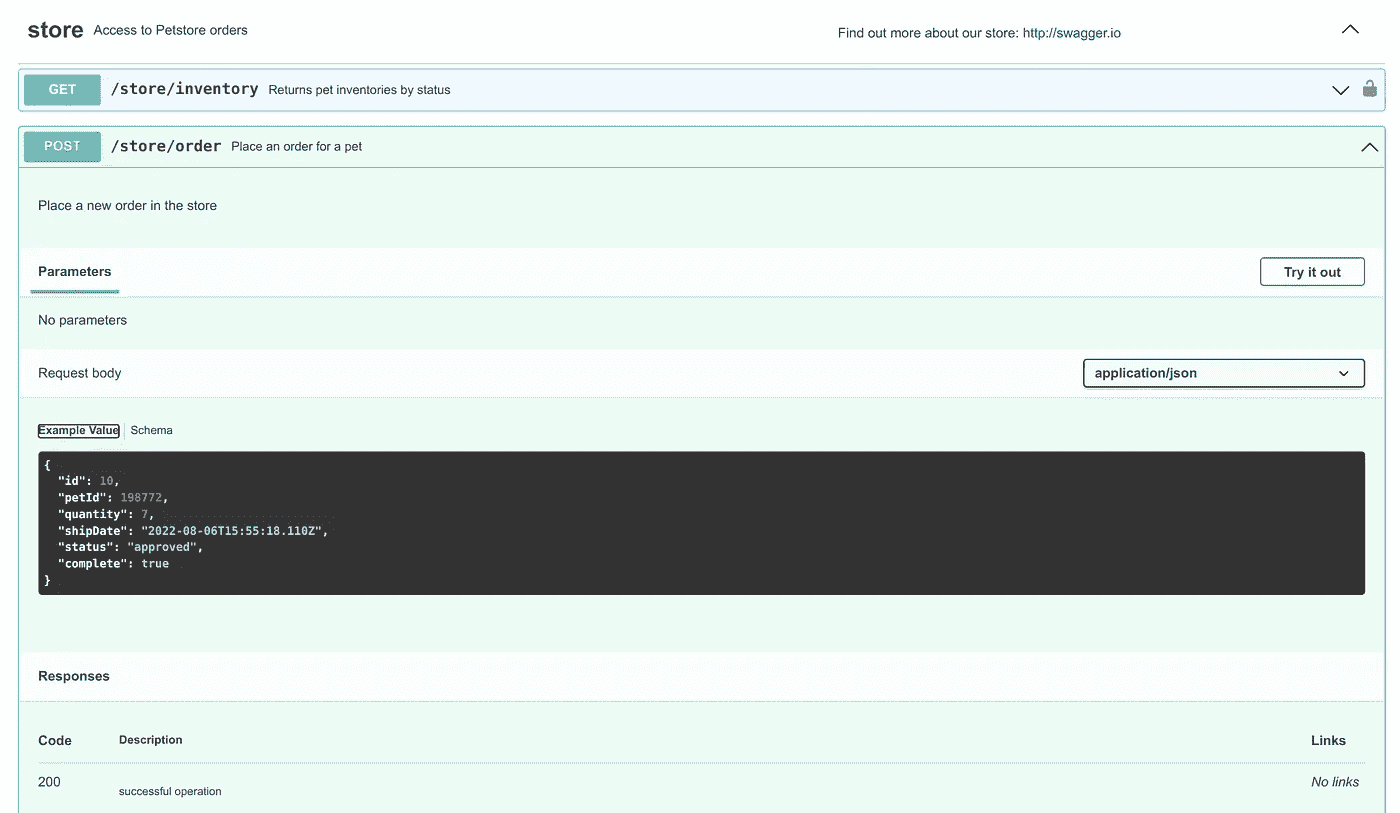 store Access to Petstore orders Find out more about our store: http://swagger.io
GET /store/inventory Returns pet inventories by status
POST /store/order Place an order for a pet
Place a new order in the store
Parameters Try it out
No parameters
Request body application/json
Example Value Schema
{
"id": 10,
"petId": 198772,
"quantity": 7,
"shipDate": "2022-08-06T15:55:18.110Z",
"status": "approved",
"complete": true
}
Responses
Code Description Links
200 successful operation No links